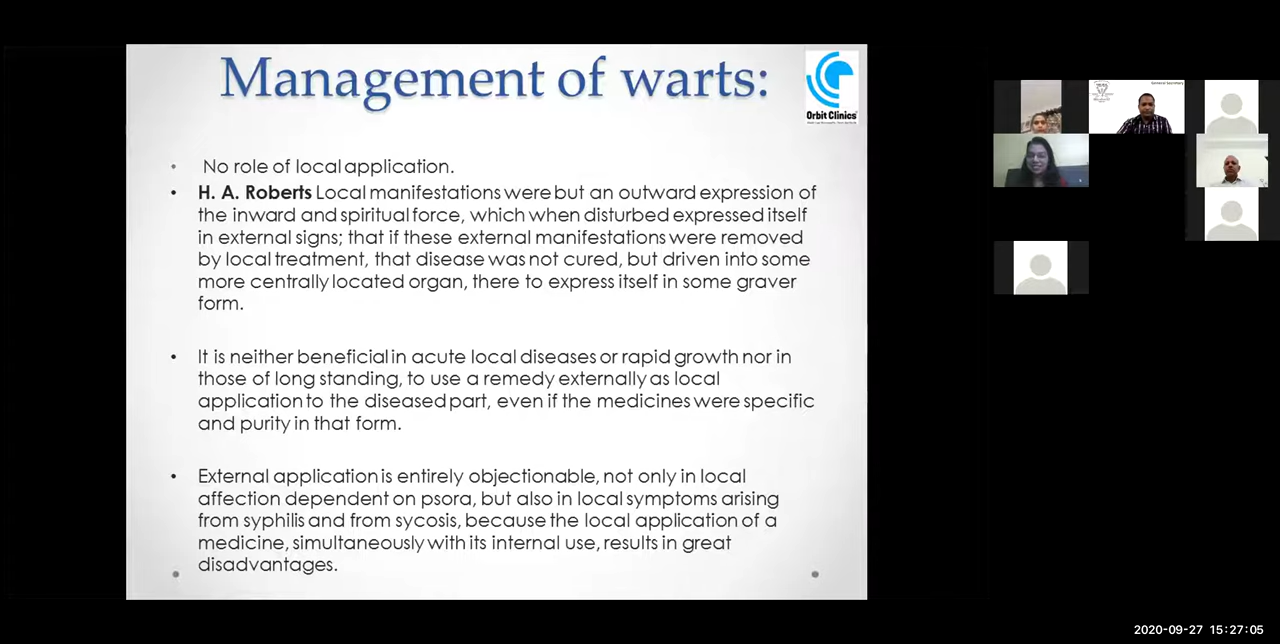 Management of warts:
Orbit Clinics
No role of local application.
H. A. Roberts Local manifestations were but an outward expression of
the inward and spiritual force, which when disturbed expressed itself
in external signs; that if these external manifestations were removed
by local treatment, that disease was not cured, but driven into some
more centrally located organ, there to express itself in some graver
form.
It is neither beneficial in acute local diseases or rapid growth nor in
those of long standing, to use a remedy externally as local
application to the diseased part, even if the medicines were specific
and purity in that form.
External application is entirely objectionable, not only in local
affection dependent on psora, but also in local symptoms arising
from syphilis and from sycosis, because the local application of a
medicine, simultaneously with its internal use, results in great
disadvantages.
General Secretary
2020-09-27 15:27:05